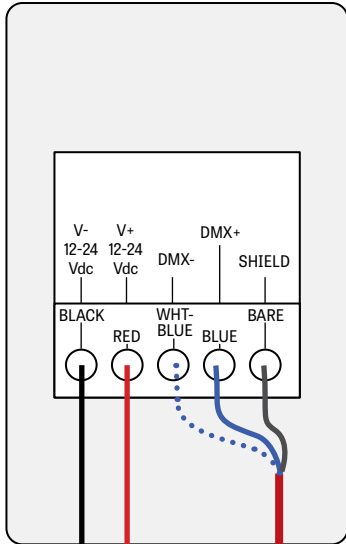 V-
12-24
Vdc
V+
12-24
Vdc
DMX-
DMX+
SHIELD
BLACK
RED
WHT-
BLUE
BLUE
BARE